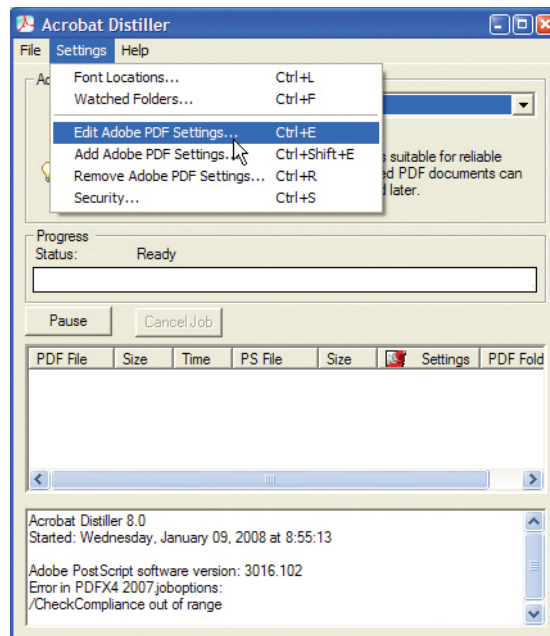 Acrobat Distiller
File Settings Help
Ad
Font Locations... Ctrl+L
Watched Folders... Ctrl+F
Edit Adobe PDF Settings... Ctrl+E
Add Adobe PDF Settings... Ctrl+Shift+E
Remove Adobe PDF Settings... Ctrl+R
Security... Ctrl+S
suitable for reliable
PDF documents can
later.
Progress
Status: Ready
Pause Cancel Job
PDF File Size Time PS File Size Settings PDF Fold
Acrobat Distiller 8.0
Started: Wednesday, January 09, 2008 at 8:55:13
Adobe PostScript software version: 3016.102
Error in PDFX4 2007.joboptions:
/CheckCompliance out of range